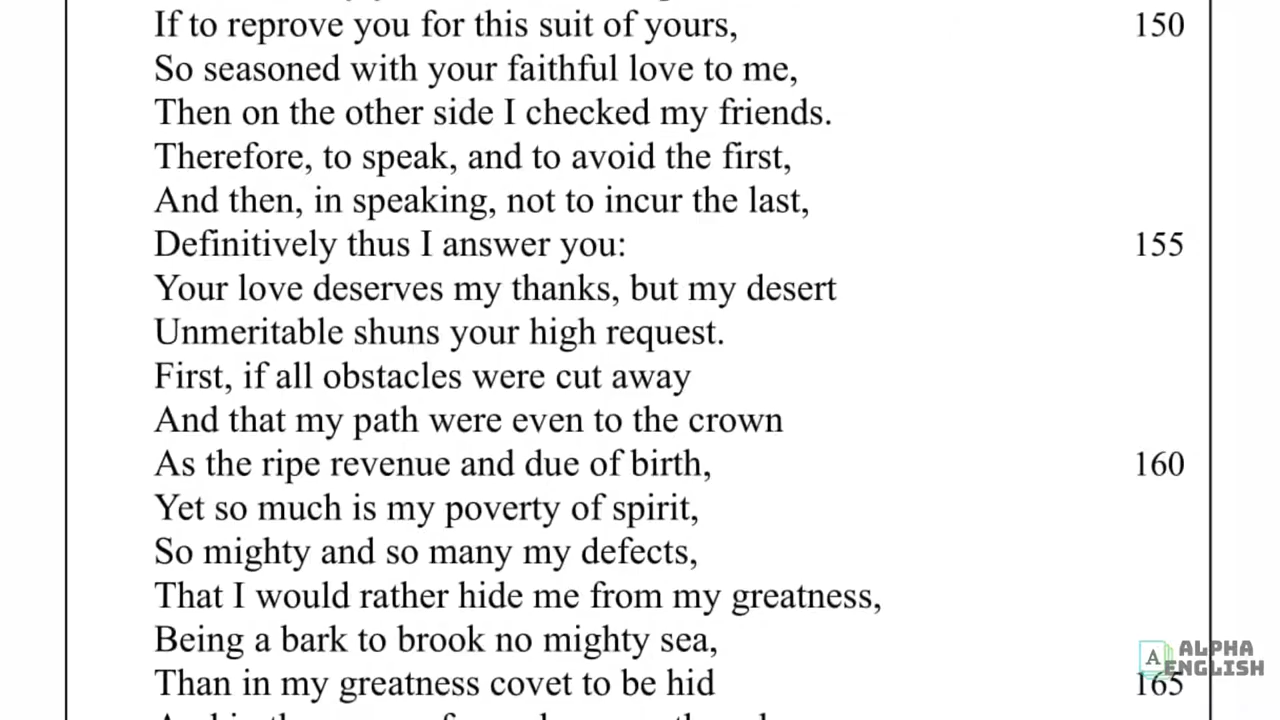 If to reprove you for this suit of yours, 150
So seasoned with your faithful love to me,
Then on the other side I checked my friends.
Therefore, to speak, and to avoid the first,
And then, in speaking, not to incur the last,
Definitively thus I answer you: 155
Your love deserves my thanks, but my desert
Unmeritable shuns your high request.
First, if all obstacles were cut away
And that my path were even to the crown
As the ripe revenue and due of birth, 160
Yet so much is my poverty of spirit,
So mighty and so many my defects,
That I would rather hide me from my greatness,
Being a bark to brook no mighty sea,
Than in my greatness covet to be hid 165
A ALPHA
ENGLISH